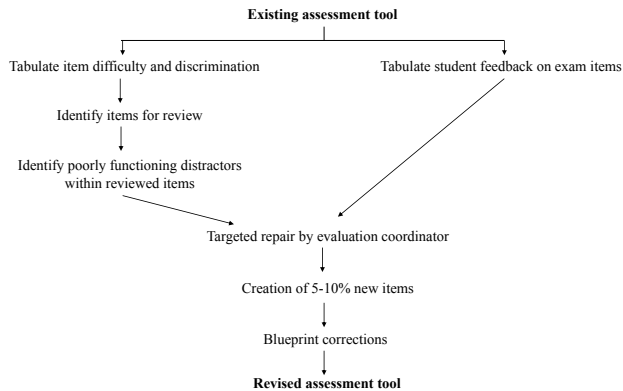 Existing assessment tool
Tabulate item difficulty and discrimination
Tabulate student feedback on exam items
Identify items for review
Identify poorly functioning distractors
within reviewed items
Targeted repair by evaluation coordinator
Creation of 5-10% new items
Blueprint corrections
Revised assessment tool